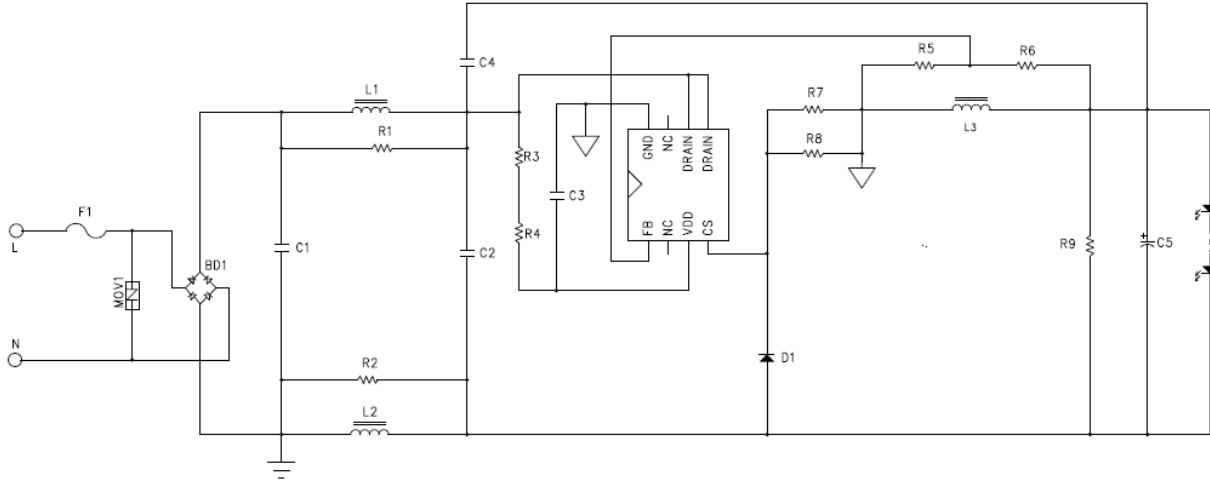 C4
L1
R1
R5
R6
R7
R8
L3
GND
NC
DRAIN
DRAIN
R3
C3
R4
FB
NC
VDD
CS
F1
L
MOV1
BD1
C1
C2
R9
C5
N
R2
D1
L2